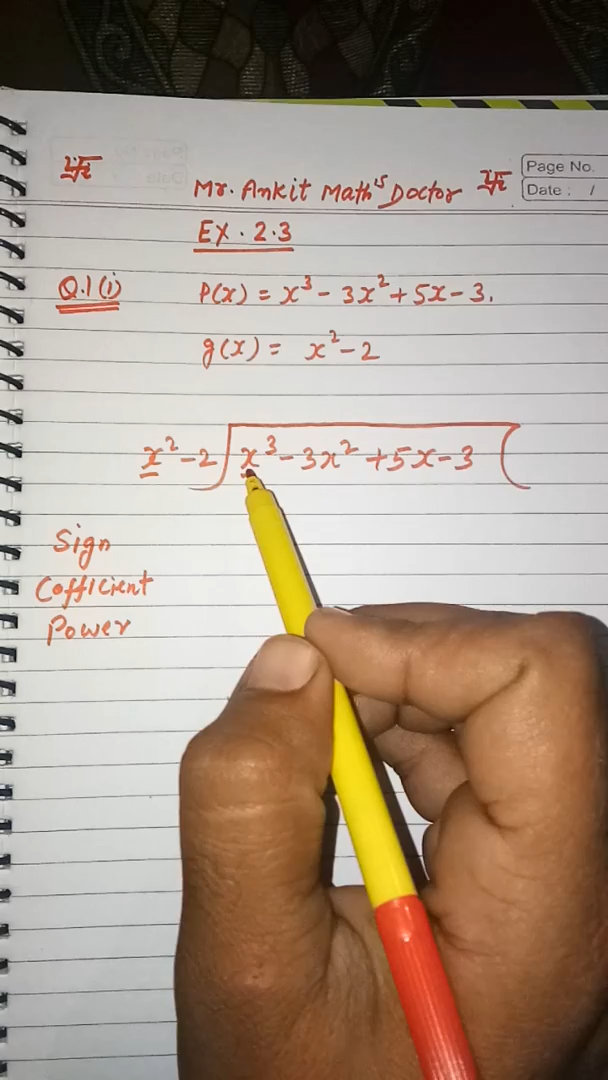 Page No.
Date : /
Mr. Ankit Math's Doctor
Ex. 2.3
Q.1(i) P(x) = x³ - 3x² + 5x - 3.
g(x) = x² - 2
x² - 2 ) x³ - 3x² + 5x - 3 (
Sign
Cofficient
Power